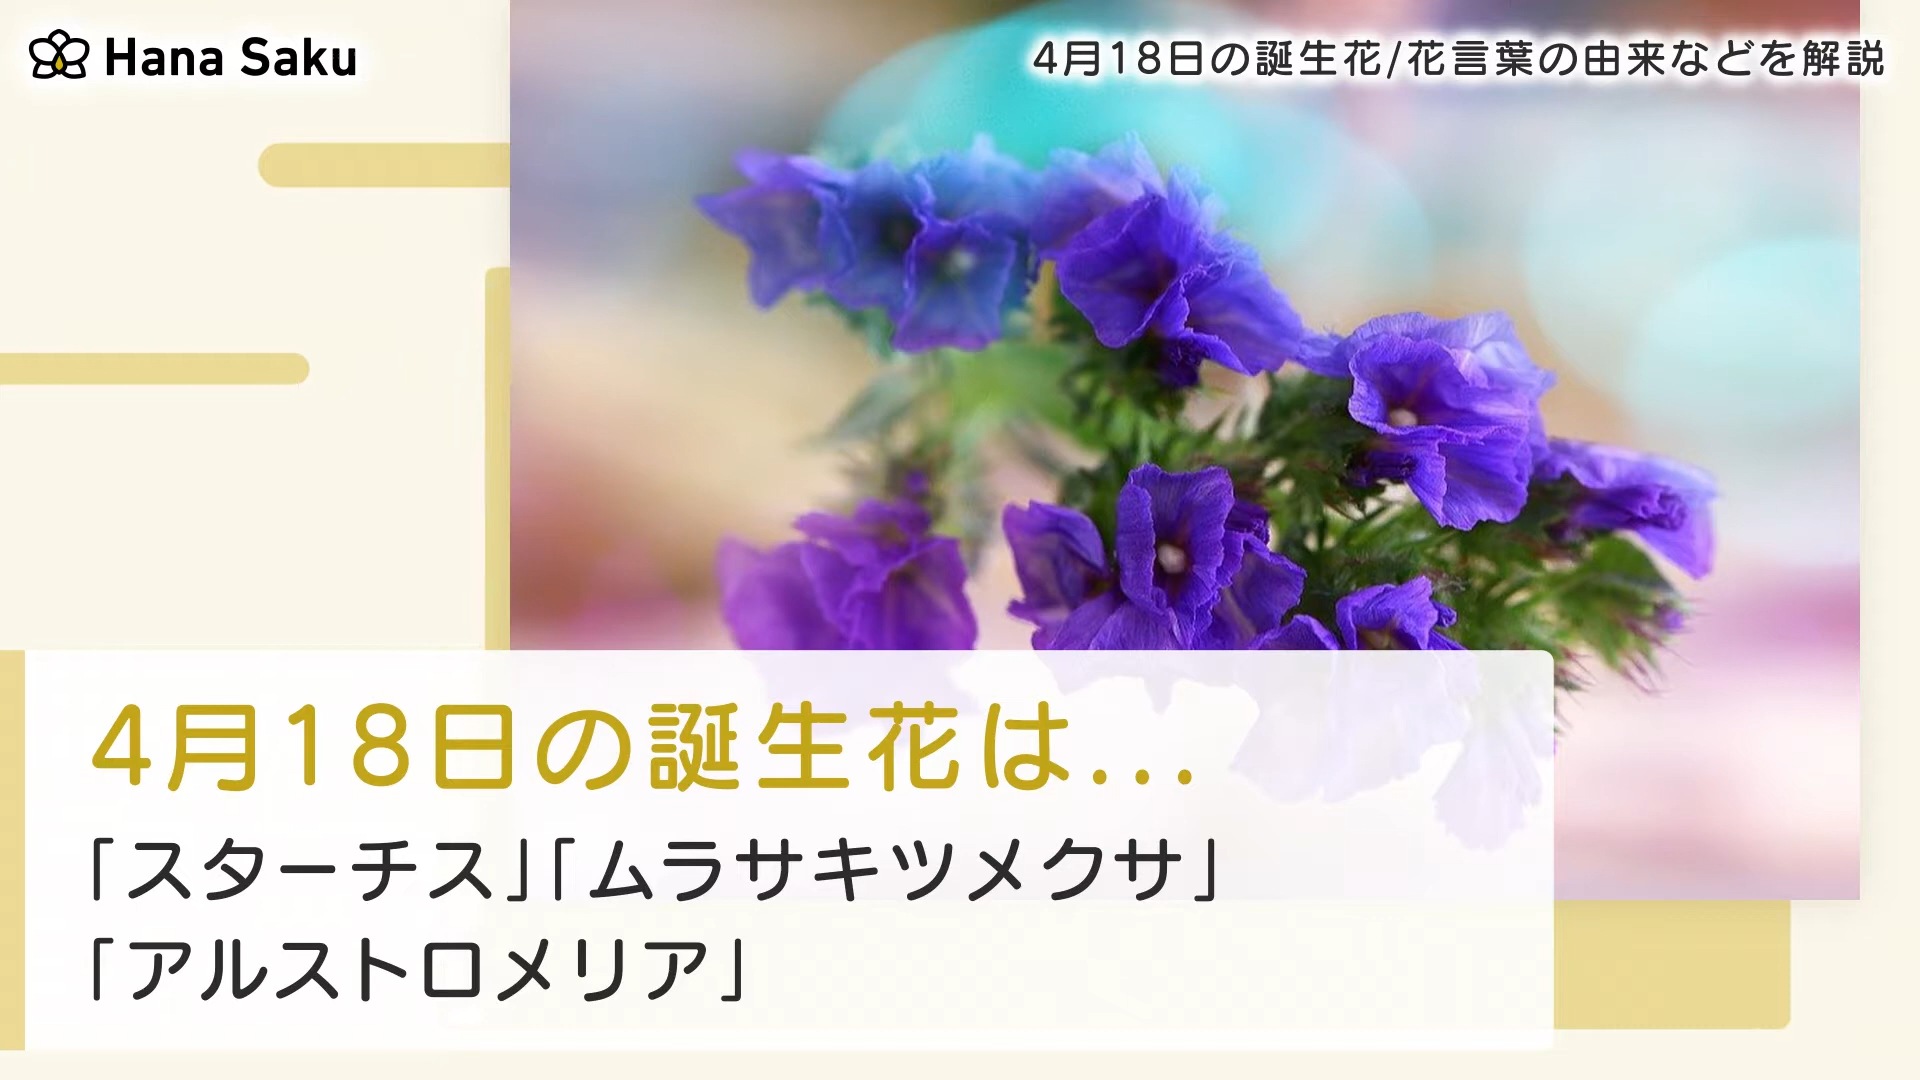 Hana Saku
4月18日の誕生花/花言葉の由来などを解説
4月18日の誕生花は...
「スターチス」「ムラサキツメクサ」
「アルストロメリア」